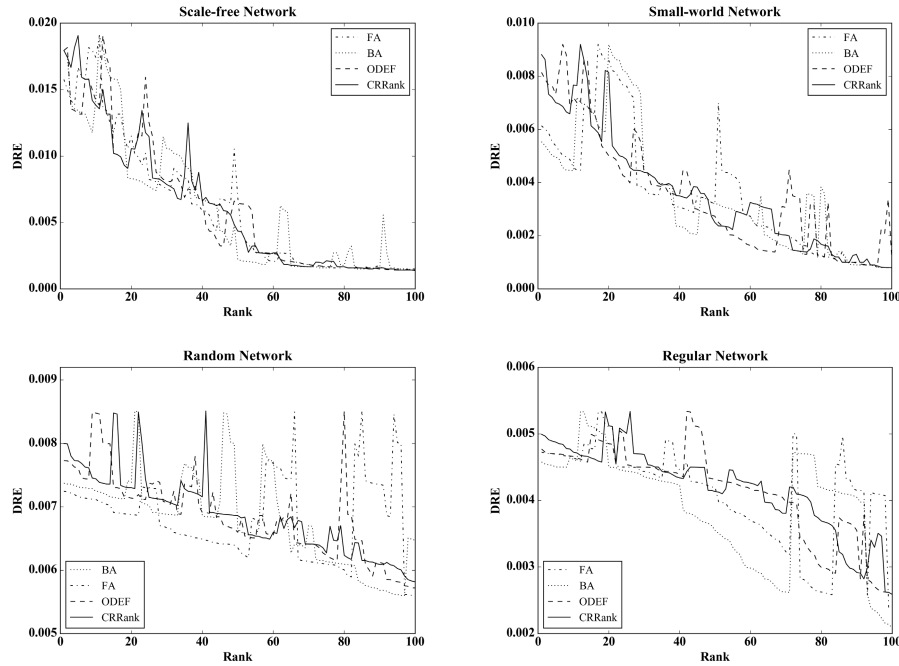 Scale-free Network
0.020
0.015
0.010
0.005
0.000
DRE
0 20 40 60 80 100
Rank
FA
BA
ODEF
CRRank
Small-world Network
0.010
0.008
0.006
0.004
0.002
0.000
DRE
0 20 40 60 80 100
Rank
FA
BA
ODEF
CRRank
Random Network
0.009
0.008
0.007
0.006
0.005
DRE
0 20 40 60 80 100
Rank
BA
FA
ODEF
CRRank
Regular Network
0.006
0.005
0.004
0.003
0.002
DRE
0 20 40 60 80 100
Rank
FA
BA
ODEF
CRRank